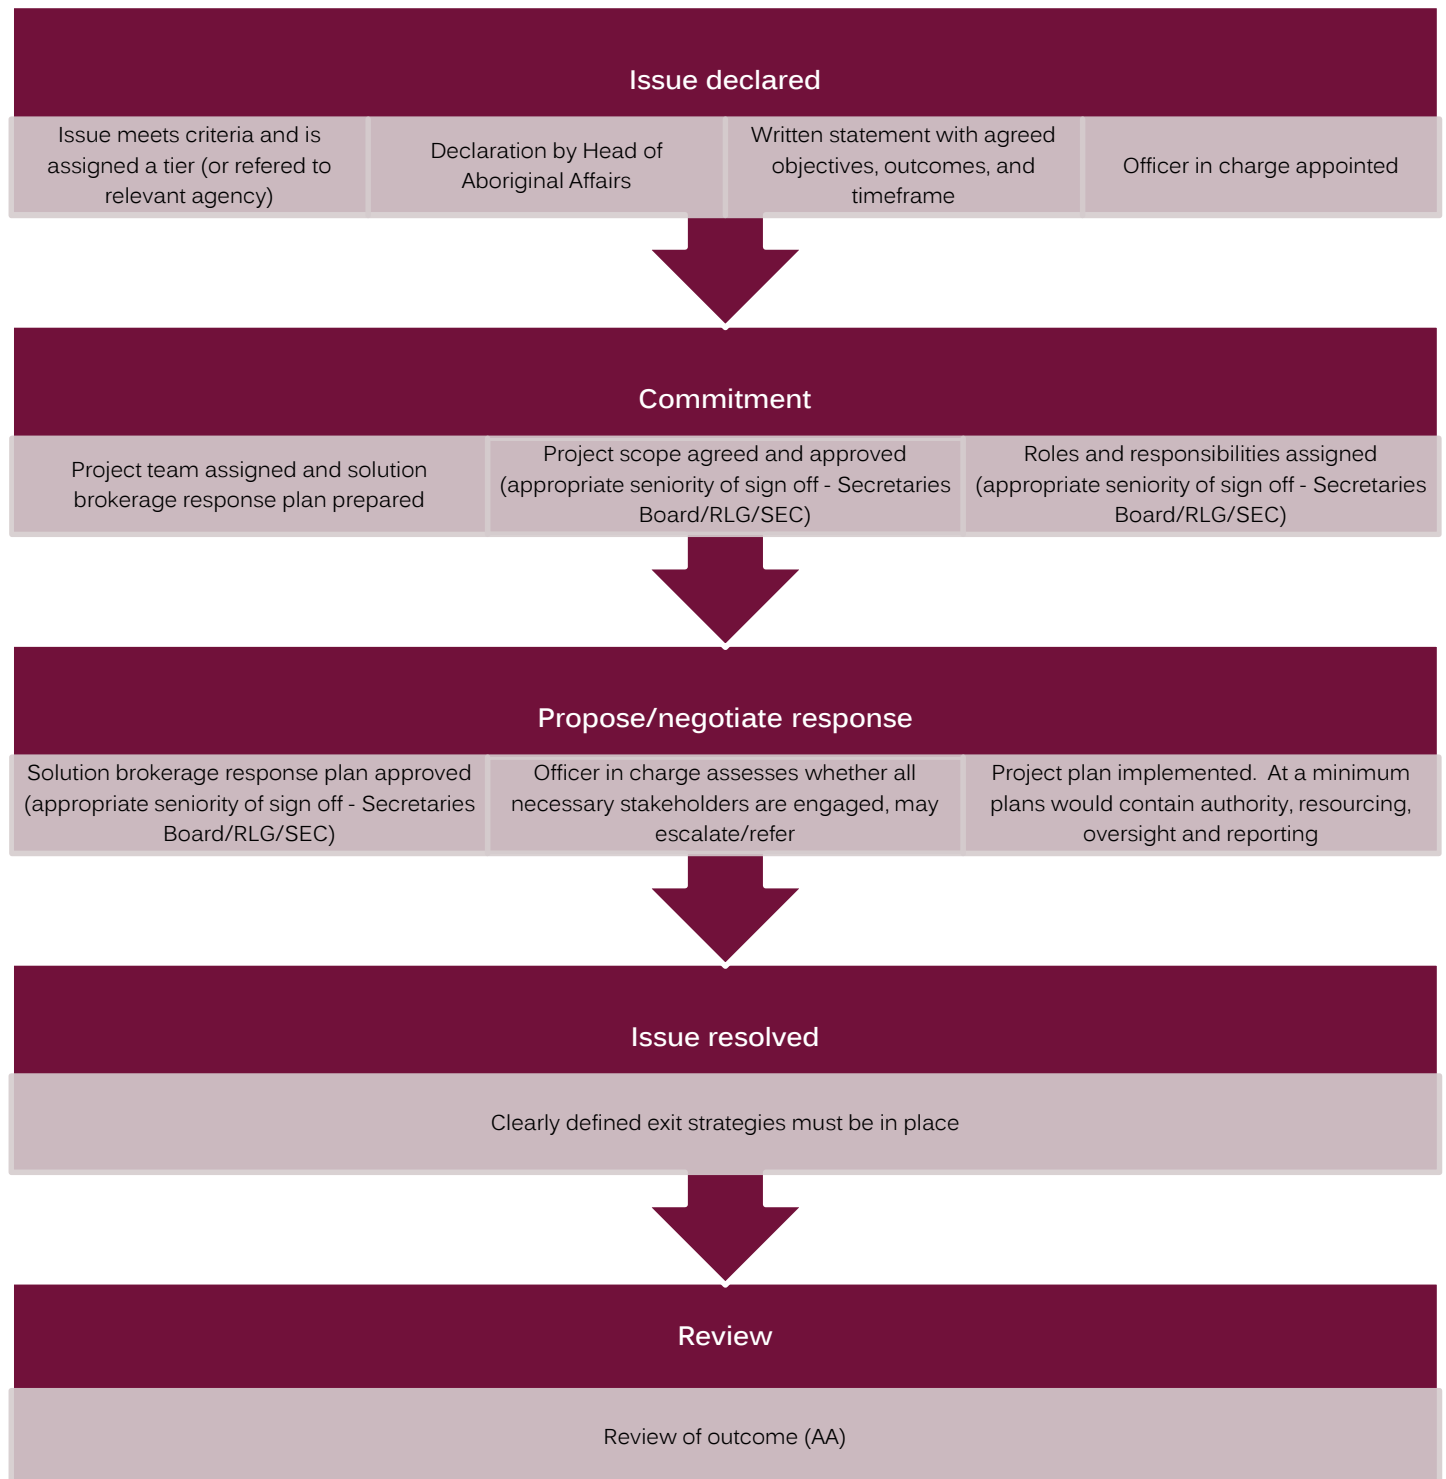 Issue declared
Issue meets criteria and is
assigned a tier (or refered to
relevant agency)
Declaration by Head of
Aboriginal Affairs
Written statement with agreed
objectives, outcomes, and
timeframe
Officer in charge appointed
Commitment
Project team assigned and solution
brokerage response plan prepared
Project scope agreed and approved
(appropriate seniority of sign off - Secretaries
Board/RLG/SEC)
Roles and responsibilities assigned
(appropriate seniority of sign off - Secretaries
Board/RLG/SEC)
Propose/negotiate response
Solution brokerage response plan approved
(appropriate seniority of sign off - Secretaries
Board/RLG/SEC)
Officer in charge assesses whether all
necessary stakeholders are engaged, may
escalate/refer
Project plan implemented.  At a minimum
plans would contain authority, resourcing,
oversight and reporting
Issue resolved
Clearly defined exit strategies must be in place
Review
Review of outcome (AA)